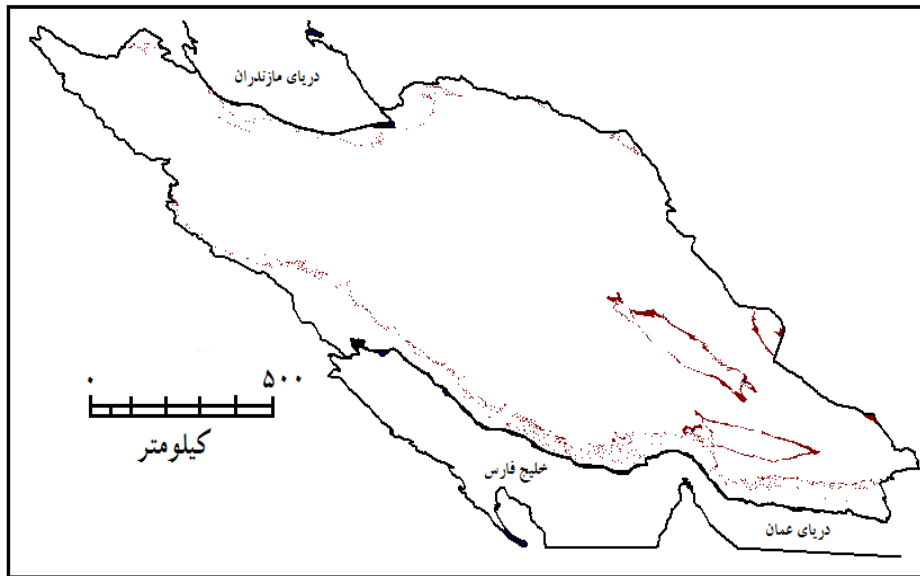 دریای مازندران
۰ ۵۰۰
کیلومتر
خلیج فارس
دریای عمان